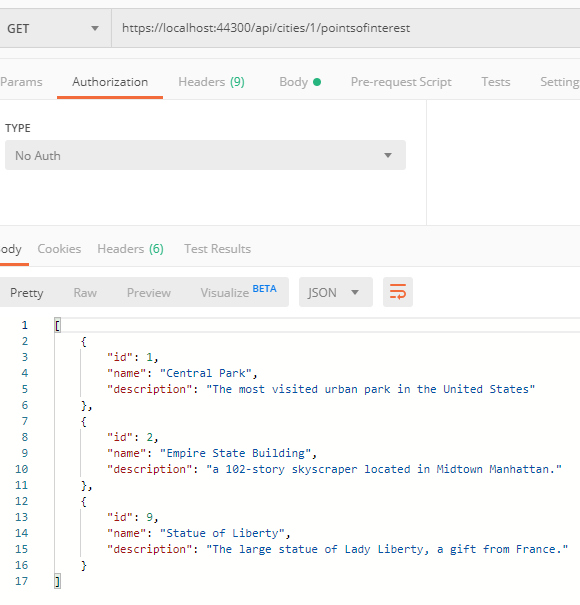 GET https://localhost:44300/api/cities/1/pointsofinterest
Params Authorization Headers (9) Body Pre-request Script Tests Setting
TYPE
No Auth
ody Cookies Headers (6) Test Results
Pretty Raw Preview Visualize BETA JSON
1 [
2 {
3 "id": 1,
4 "name": "Central Park",
5 "description": "The most visited urban park in the United States"
6 },
7 {
8 "id": 2,
9 "name": "Empire State Building",
10 "description": "a 102-story skyscraper located in Midtown Manhattan."
11 },
12 {
13 "id": 9,
14 "name": "Statue of Liberty",
15 "description": "The large statue of Lady Liberty, a gift from France."
16 }
17 ]